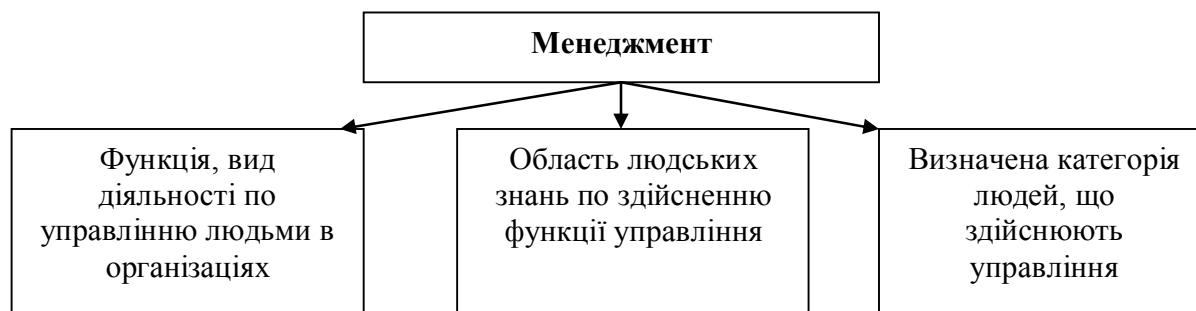 Менеджмент
Функція, вид
діяльності по
управлінню людьми в
організаціях
Область людських
знань по здійсненню
функції управління
Визначена категорія
людей, що
здійснюють
управління